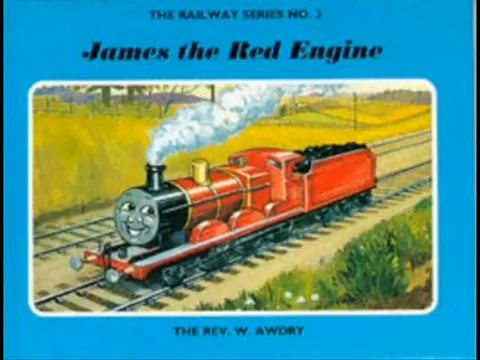 THE RAILWAY SERIES NO. 3
James the Red Engine
THE REV. W. AWDRY